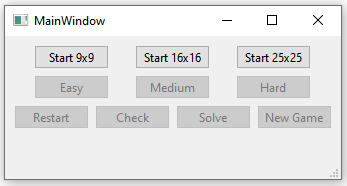 MainWindow
Start 9x9 Start 16x16 Start 25x25
Easy Medium Hard
Restart Check Solve New Game